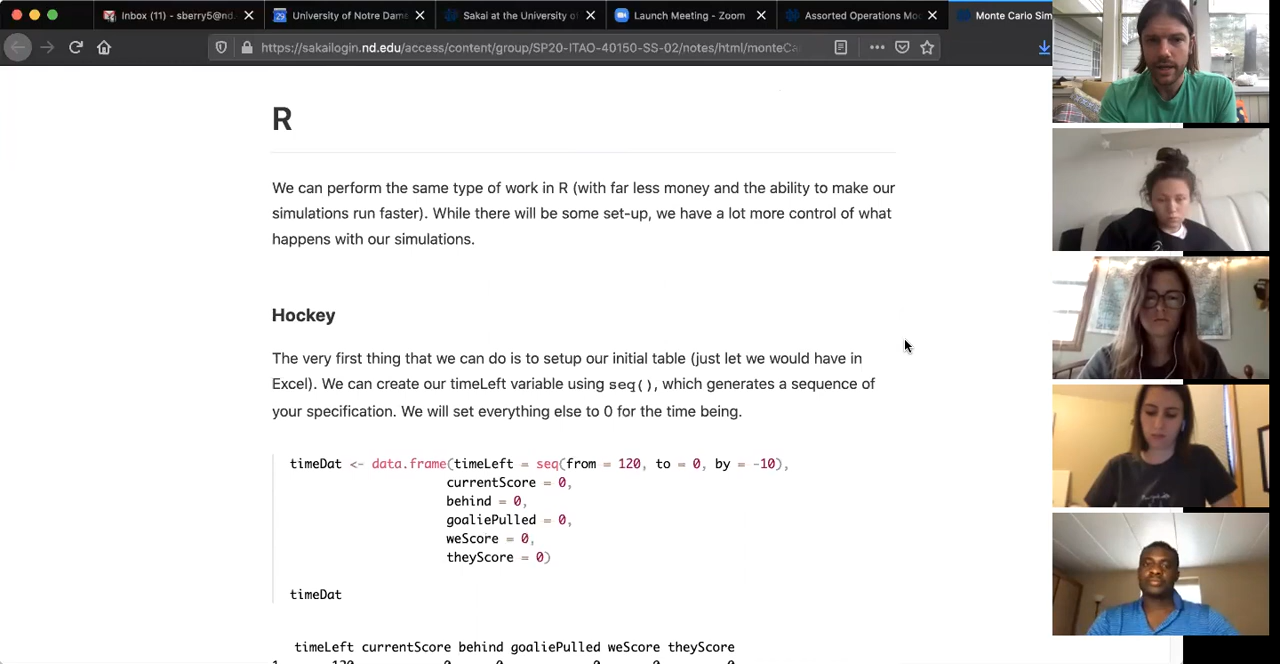 Inbox (11) - sberry5@nd.
University of Notre Dam
Sakai at the University o
Launch Meeting - Zoom
Assorted Operations Mo
Monte Carlo Sim
https://sakailogin.nd.edu/access/content/group/SP20-ITAO-40150-SS-02/notes/html/monteCa
R
We can perform the same type of work in R (with far less money and the ability to make our
simulations run faster). While there will be some set-up, we have a lot more control of what
happens with our simulations.
Hockey
The very first thing that we can do is to setup our initial table (just let we would have in
Excel). We can create our timeLeft variable using seq(), which generates a sequence of
your specification. We will set everything else to 0 for the time being.
timeDat <- data.frame(timeLeft = seq(from = 120, to = 0, by = -10),
currentScore = 0,
behind = 0,
goaliePulled = 0,
weScore = 0,
theyScore = 0)
timeDat
timeLeft currentScore behind goaliePulled weScore theyScore